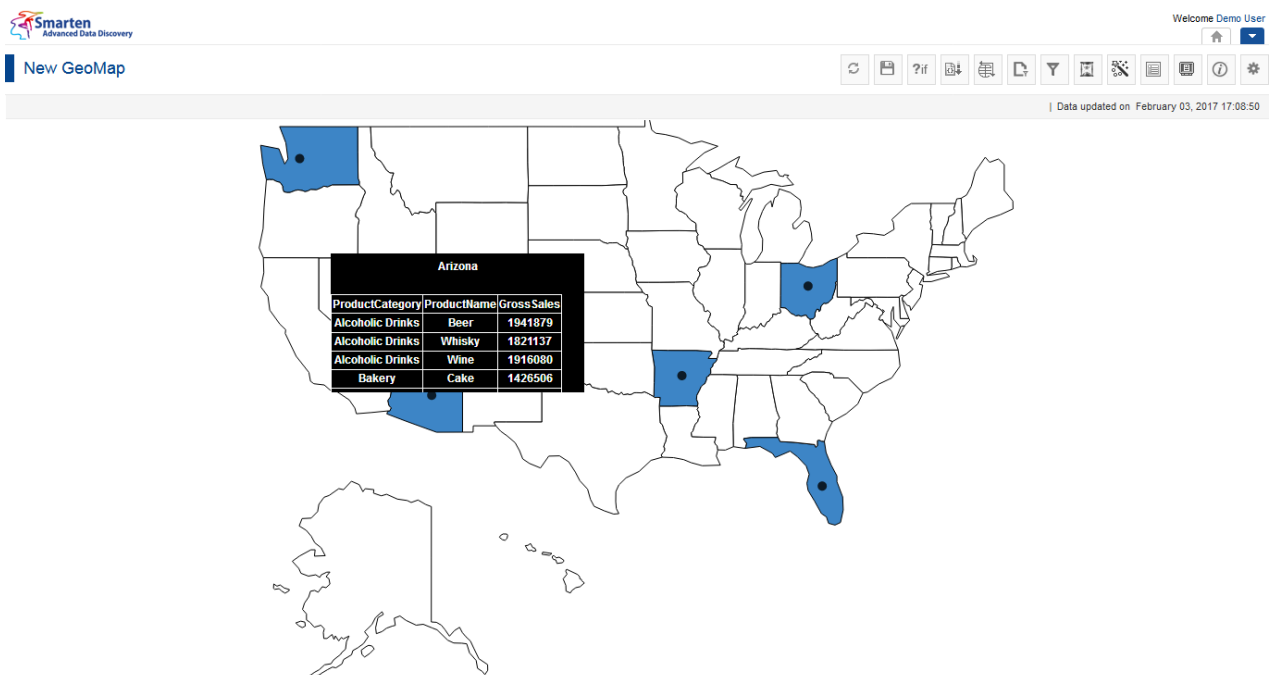 Smarten
Advanced Data Discovery
Welcome Demo User
New GeoMap
?if
| Data updated on February 03, 2017 17:08:50
Arizona
ProductCategory ProductName GrossSales
Alcoholic Drinks Beer 1941879
Alcoholic Drinks Whisky 1821137
Alcoholic Drinks Wine 1916080
Bakery Cake 1426506